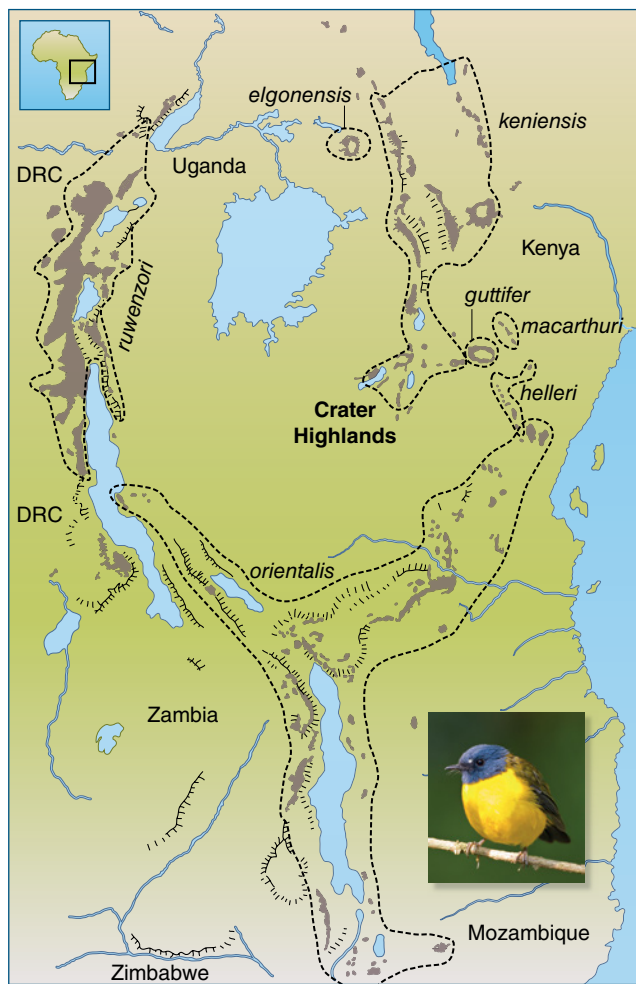 elgonensis
keniensis
DRC
Uganda
Kenya
ruwenzori
guttifer
macarthuri
helleri
Crater
Highlands
DRC
orientalis
Zambia
Mozambique
Zimbabwe